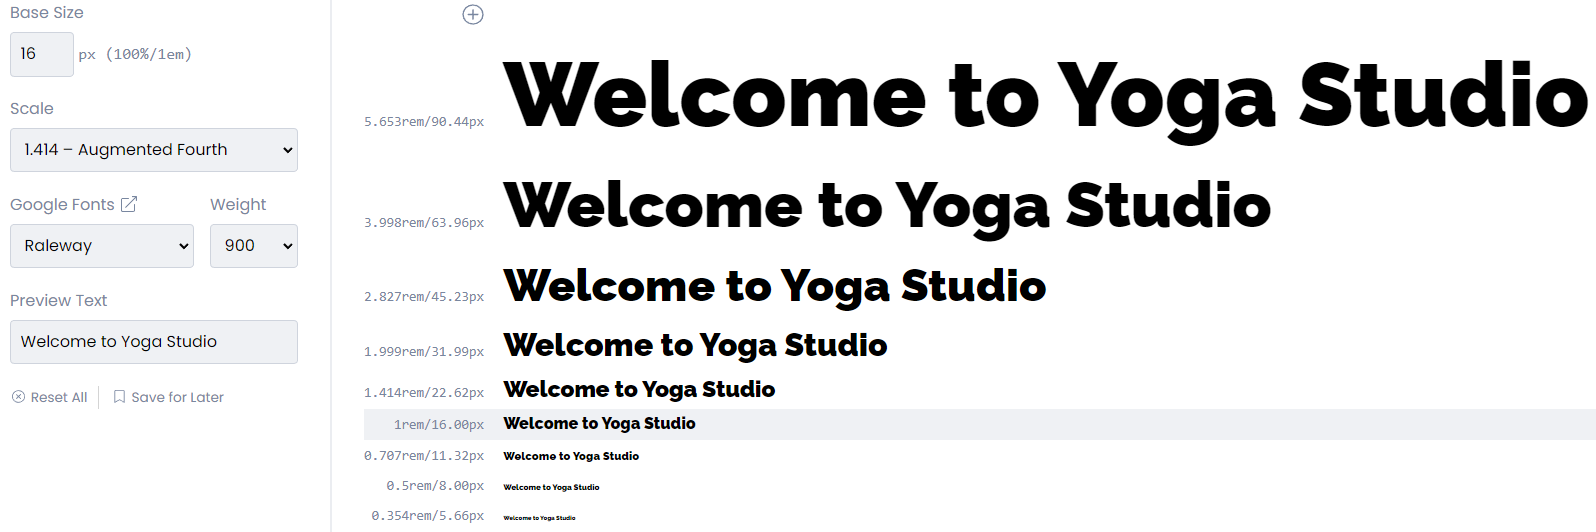 Base Size
16 px (100%/1em)
Scale
1.414 – Augmented Fourth
Google Fonts Weight
Raleway 900
Preview Text
Welcome to Yoga Studio
Reset All Save for Later
5.653rem/90.44px Welcome to Yoga Studio
3.998rem/63.96px Welcome to Yoga Studio
2.827rem/45.23px Welcome to Yoga Studio
1.999rem/31.99px Welcome to Yoga Studio
1.414rem/22.62px Welcome to Yoga Studio
1rem/16.00px Welcome to Yoga Studio
0.707rem/11.32px Welcome to Yoga Studio
0.5rem/8.00px Welcome to Yoga Studio
0.354rem/5.66px Welcome to Yoga Studio